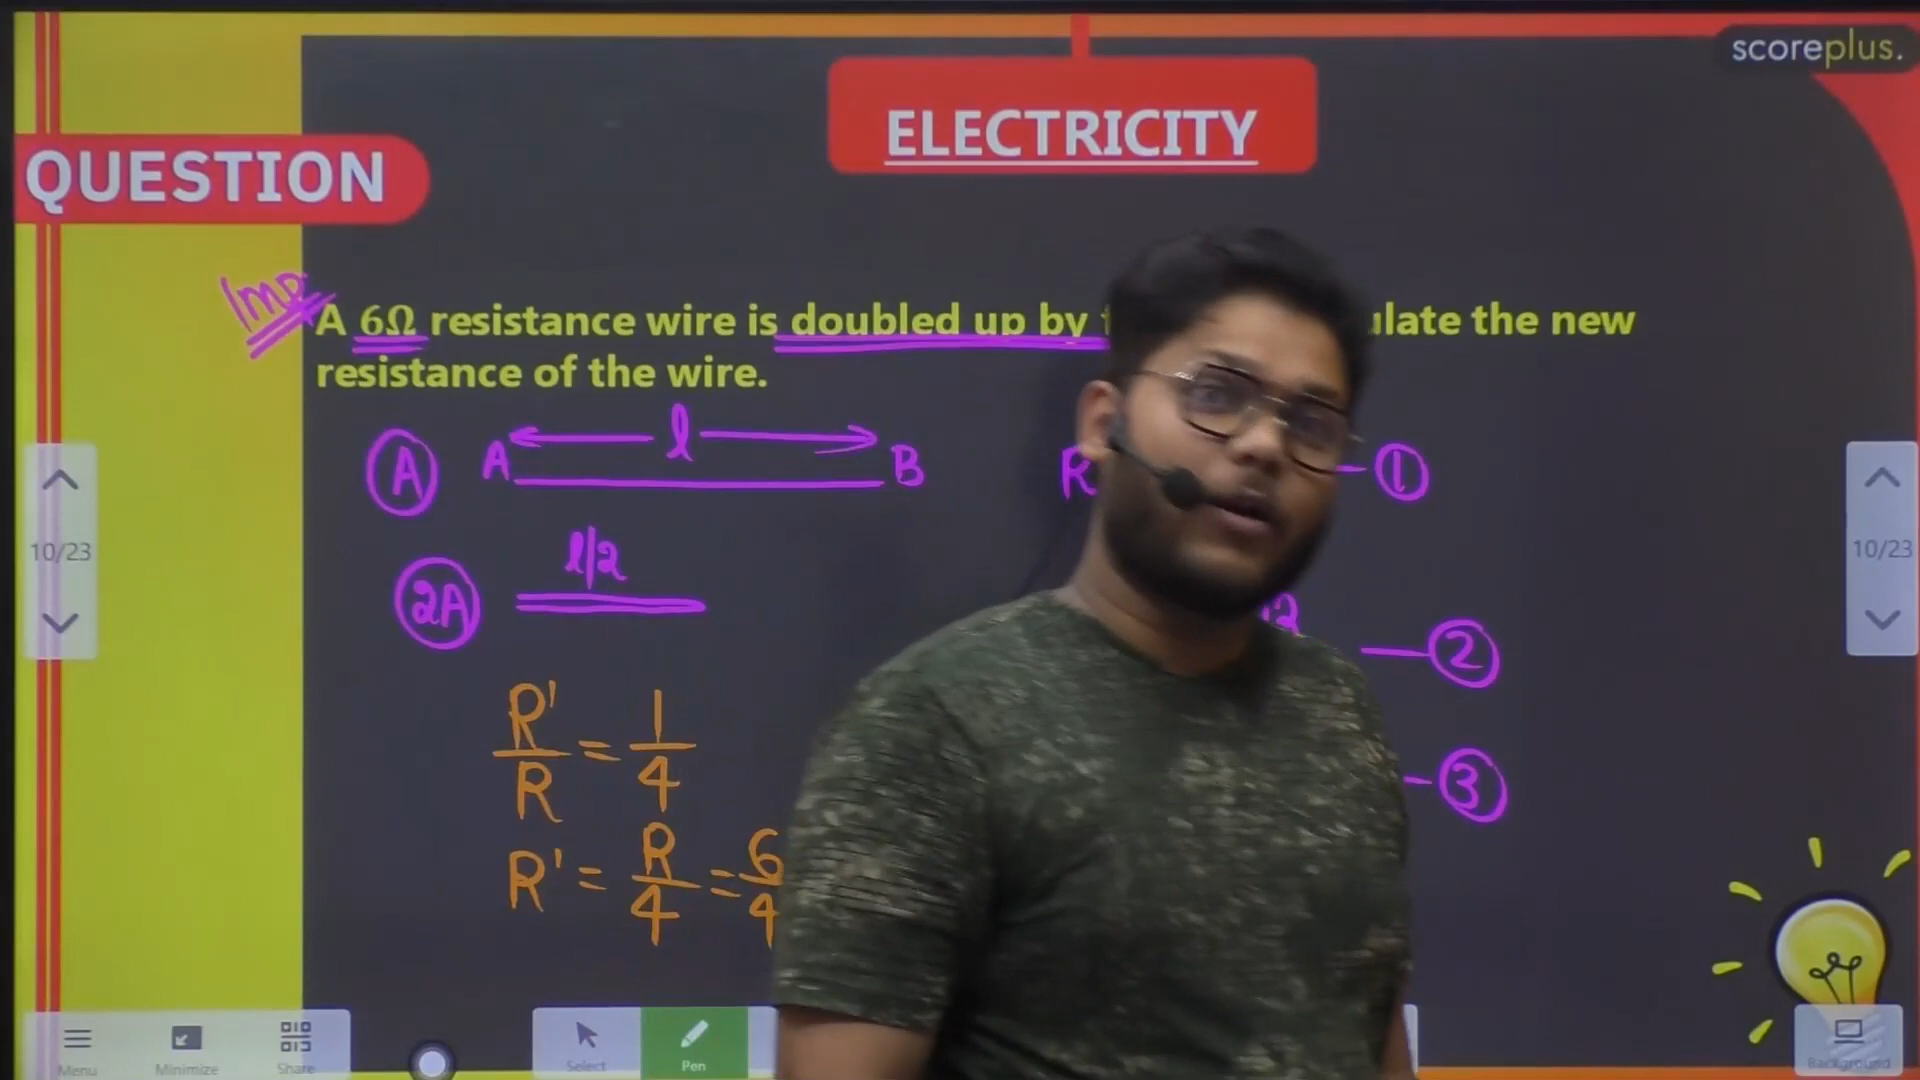 scoreplus.
ELECTRICITY
QUESTION
Imp
A 6Ω resistance wire is doubled up by
ulate the new
resistance of the wire.
A A l B R 1
l/2
2A 2
R'/R = 1/4
3
R' = R/4 = 6/4
10/23
10/23
Menu Minimize Share Select Pen Background